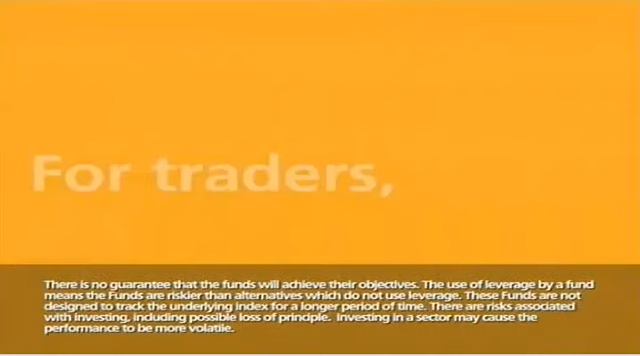 For traders,
There is no guarantee that the funds will achieve their objectives. The use of leverage by a fund
means the Funds are riskier than alternatives which do not use leverage. These Funds are not
designed to track the underlying index for a longer period of time. There are risks associated
with investing, including possible loss of principle. Investing in a sector may cause the
performance to be more volatile.